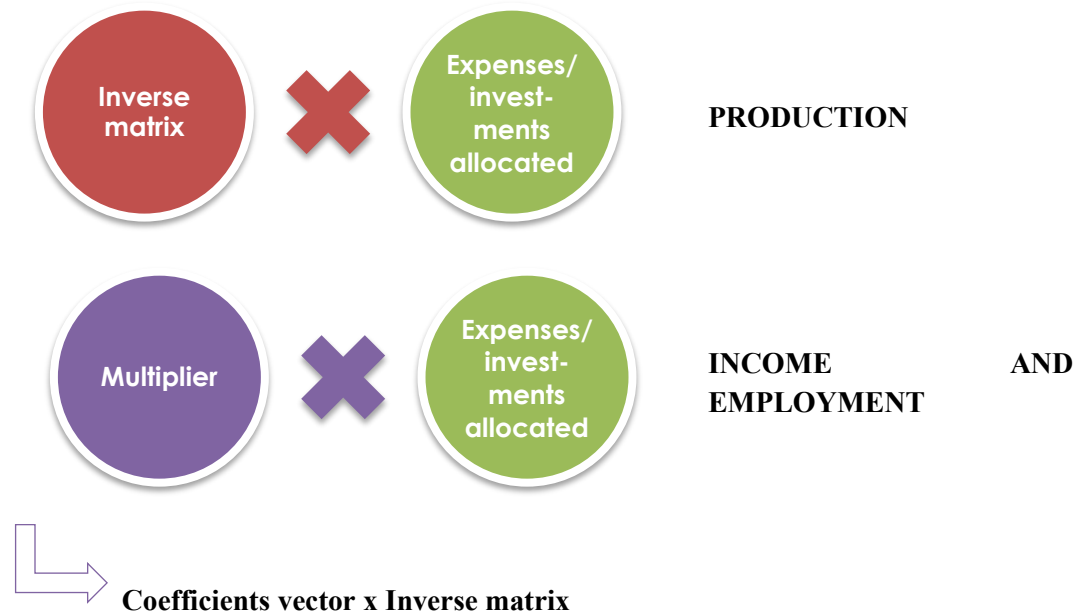 Inverse
matrix
Expenses/
invest-
ments
allocated
PRODUCTION
Multiplier
Expenses/
invest-
ments
allocated
INCOME AND
EMPLOYMENT
Coefficients vector x Inverse matrix